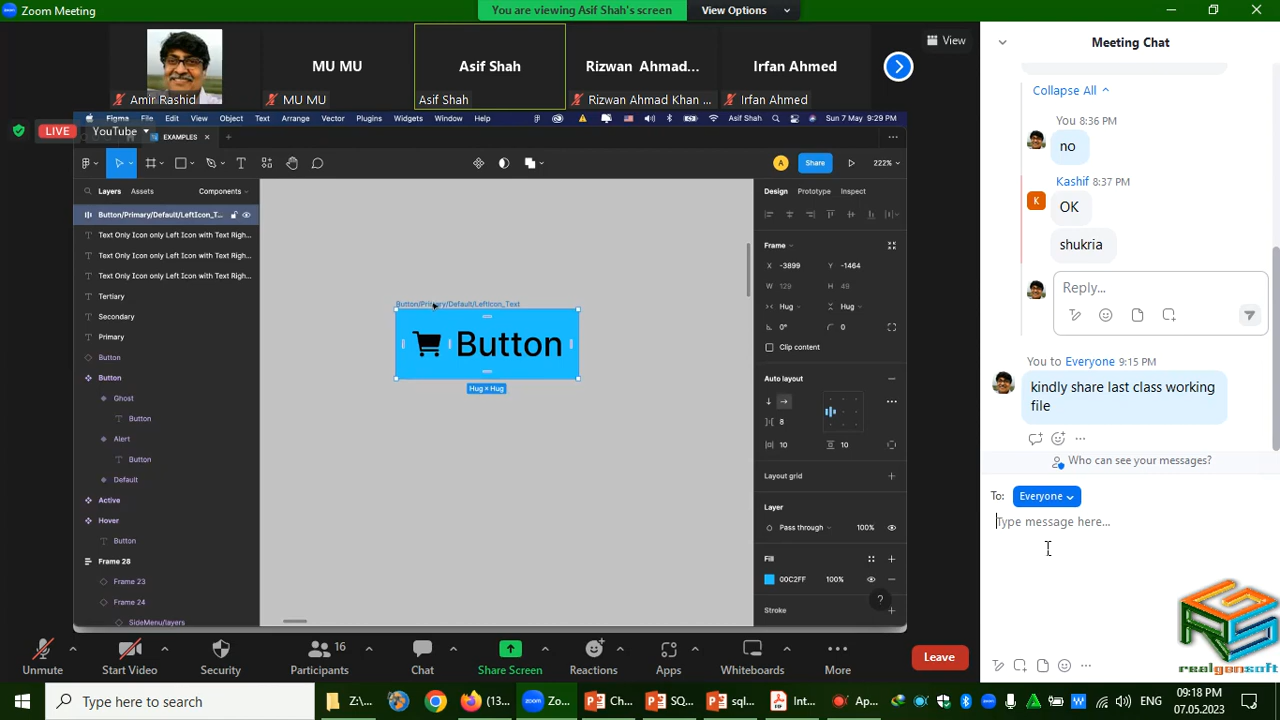 Zoom Meeting
You are viewing Asif Shah's screen
View Options
Amir Rashid
MU MU
MU MU
Asif Shah
Asif Shah
Rizwan Ahmad...
Rizwan Ahmad Khan ...
Irfan Ahmed
Irfan Ahmed
View
LIVE
YouTube
Figma File Edit View Object Text Arrange Vector Plugins Widgets Window Help
Asif Shah Sun 7 May 9:29 PM
EXAMPLES
A
Share
222%
Layers Assets Components
Button/Primary/Default/LeftIcon_T...
Text Only Icon only Left Icon with Text Righ...
Text Only Icon only Left Icon with Text Righ...
Text Only Icon only Left Icon with Text Righ...
Tertiary
Secondary
Primary
Button
Button
Ghost
Button
Alert
Button
Default
Active
Hover
Button
Frame 28
Frame 23
Frame 24
SideMenu/layers
Button/Primary/Default/LeftIcon_Text
Button
Hug × Hug
Design Prototype Inspect
Frame
X -3899 Y -1464
W 129 H 49
Hug Hug
0° 0
Clip content
Auto layout
8
10 10
Layout grid
Layer
Pass through 100%
Fill
00C2FF 100%
Stroke
?
Meeting Chat
Collapse All
You 8:36 PM
no
Kashif 8:37 PM
K
OK
shukria
Reply...
You to Everyone 9:15 PM
kindly share last class working
file
Who can see your messages?
To: Everyone
Type message here...
realgensoft
Unmute
Start Video
Security
16
Participants
Chat
Share Screen
Reactions
Apps
Whiteboards
More
Leave
Type here to search
Z:\...
(13...
Zo...
Ch...
SQ...
sql...
Int...
Ap...
ENG
09:18 PM
07.05.2023